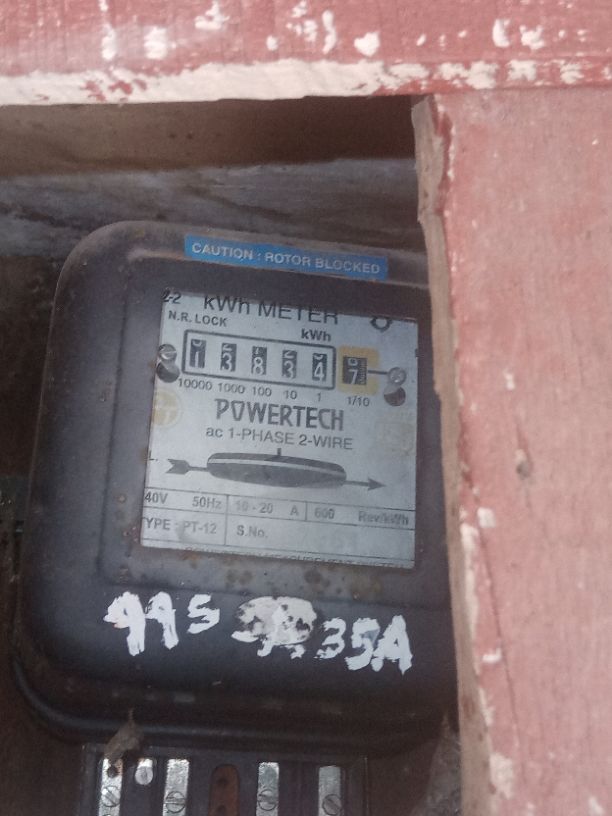 CAUTION : ROTOR BLOCKED
kWh METER
N.R. LOCK
kWh
1 3 8 3 4 7
10000 1000 100 10 1 1/10
POWERTECH
ac 1-PHASE 2-WIRE
40V 50Hz 10 - 20 A 600 Rev/kWh
TYPE : PT-12 S.No.
35A